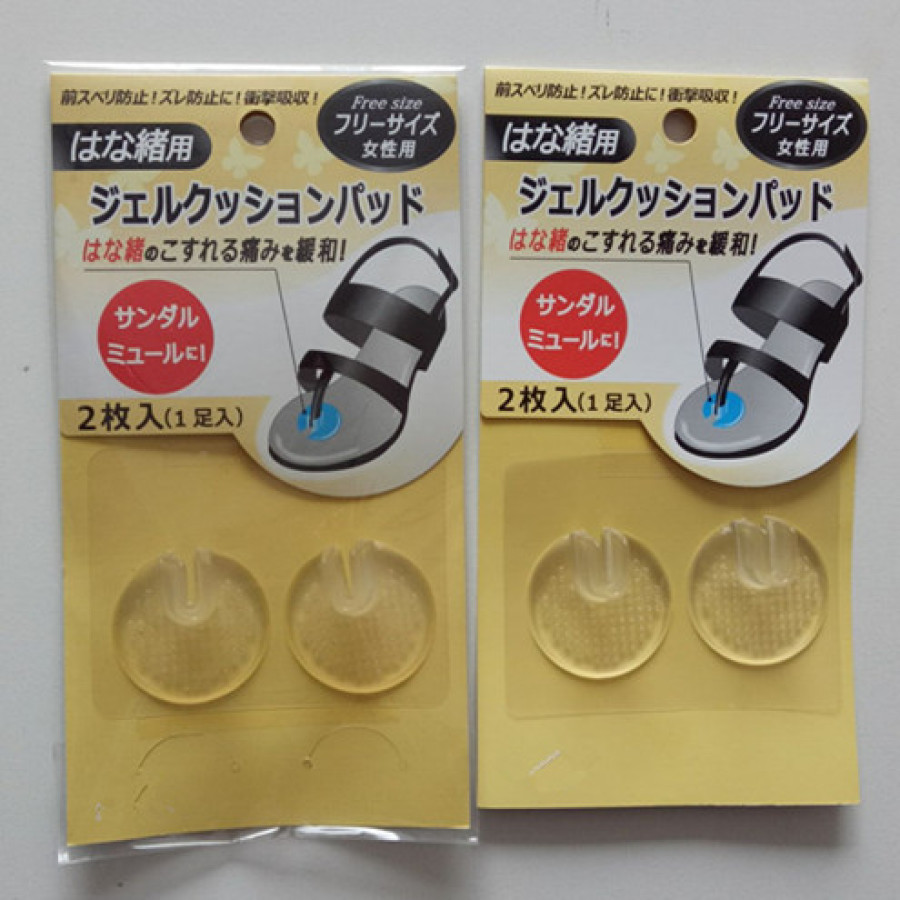 前スベリ防止!ズレ防止に!衝撃吸収!
Free size
フリーサイズ
女性用
はな緒用
ジェルクッションパッド
はな緒のこすれる痛みを緩和!
サンダル
ミュールに!
2枚入(1足入)
前スベリ防止!ズレ防止に!衝撃吸収!
Free size
フリーサイズ
女性用
はな緒用
ジェルクッションパッド
はな緒のこすれる痛みを緩和!
サンダル
ミュールに!
2枚入(1足入)